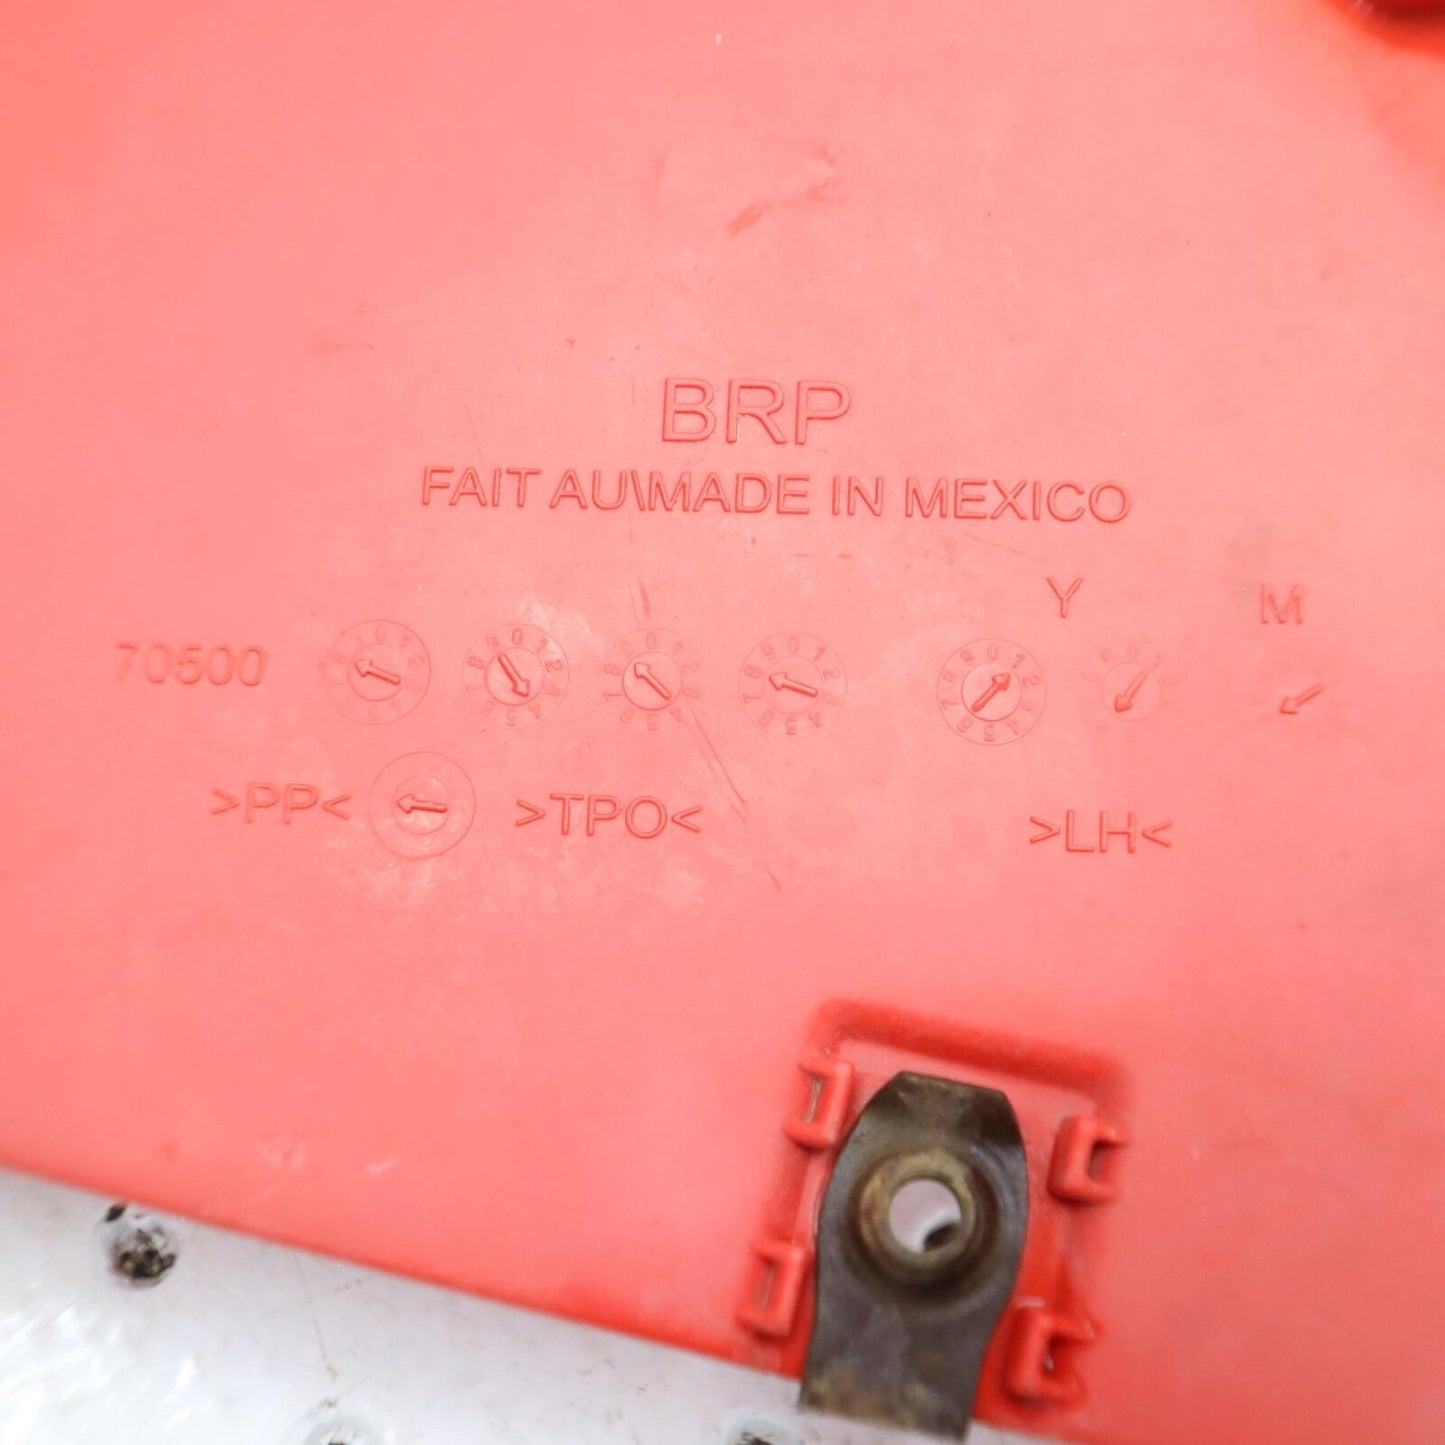 BRP
FAIT AU\MADE IN MEXICO
Y M
70500
>PP< >TPO< >LH<